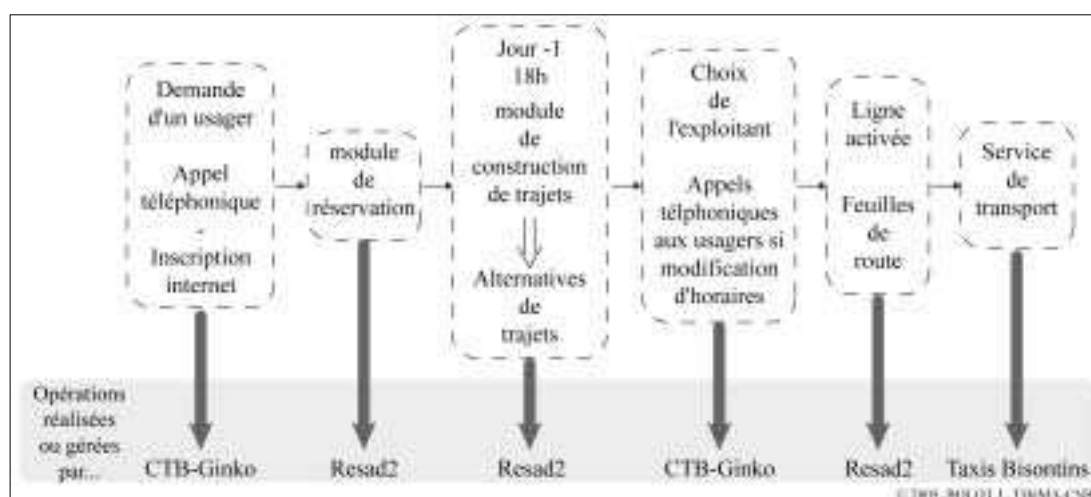 Demande
d'un usager
Appel
téléphonique
-
Inscription
internet
module
de
réservation
Jour -1
18h
module
de
construction
de trajets
Alternatives
de
trajets
Choix
de
l'exploitant
Appels
télphoniques
aux usagers si
modification
d'horaires
Ligne
activée
Feuilles
de
route
Service
de
transport
Opérations
réalisées
ou gérées
par...
CTB-Ginko
Resad2
Resad2
CTB-Ginko
Resad2
Taxis Bisontins